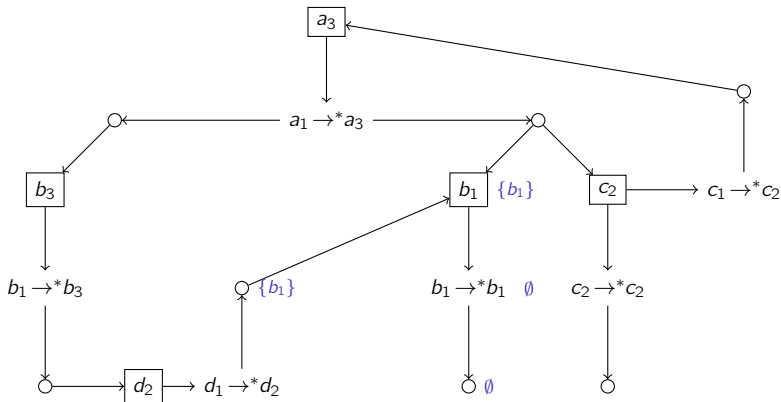 a₃
a₁ →* a₃
b₃
b₁ {b₁}
c₂
c₁ →* c₂
b₁ →* b₃
{b₁}
b₁ →* b₁ ∅
c₂ →* c₂
d₂
d₁ →* d₂
∅